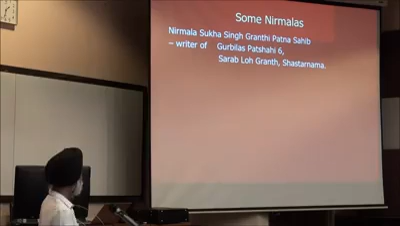 Some Nirmalas
Nirmala Sukha Singh Granthi Patna Sahib
– writer of Gurbilas Patshahi 6,
Sarab Loh Granth, Shastarnama.